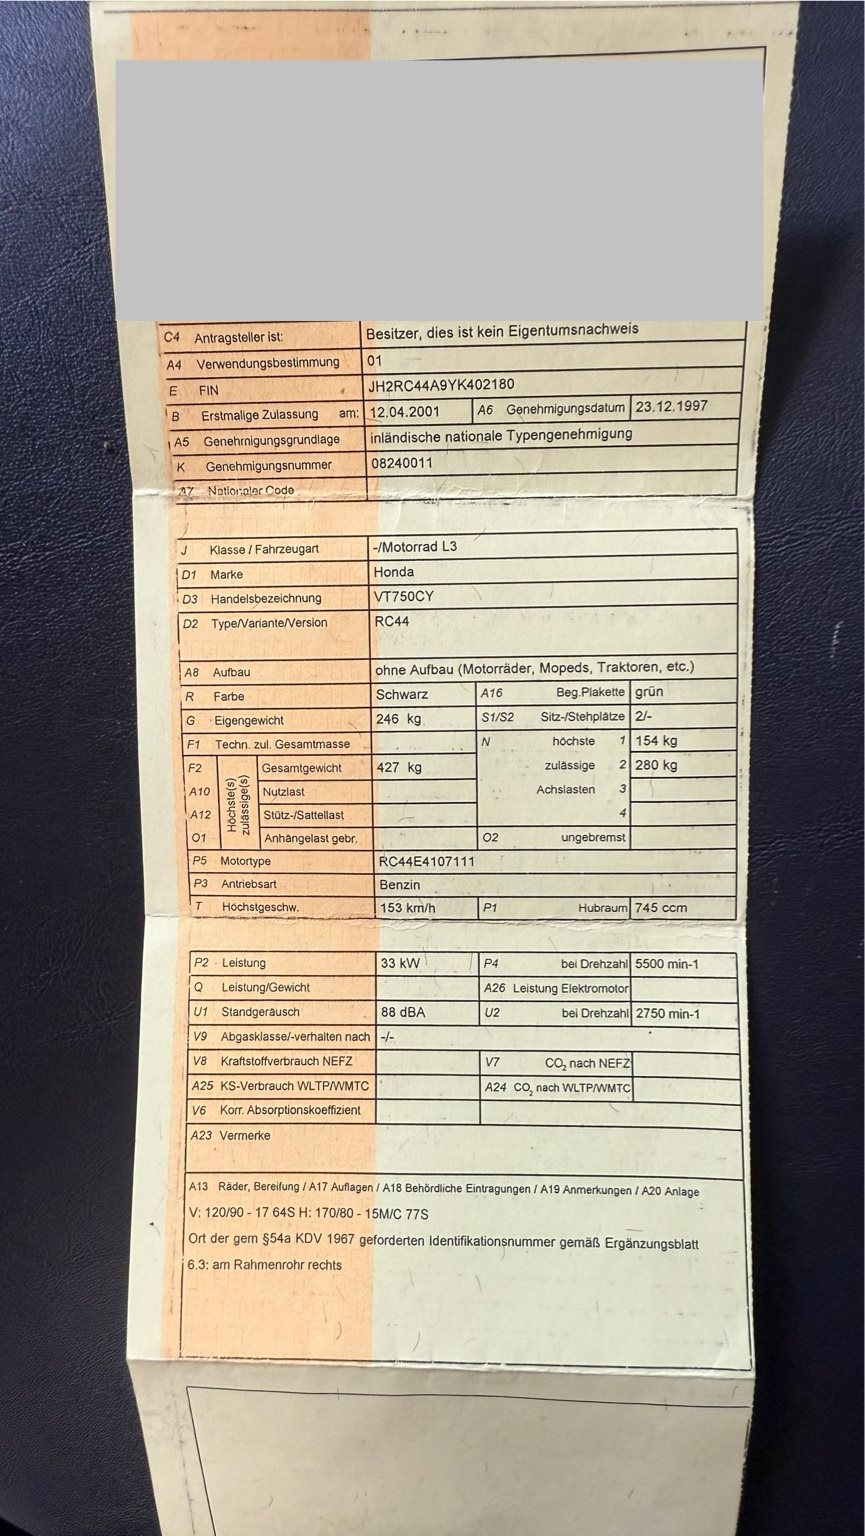 C4 Antragsteller ist: Besitzer, dies ist kein Eigentumsnachweis
A4 Verwendungsbestimmung 01
E FIN JH2RC44A9YK402180
B Erstmalige Zulassung am: 12.04.2001 A6 Genehmigungsdatum 23.12.1997
A5 Genehmigungsgrundlage inländische nationale Typengenehmigung
K Genehmigungsnummer 08240011
A7 Nationaler Code
J Klasse / Fahrzeugart -/Motorrad L3
D1 Marke Honda
D3 Handelsbezeichnung VT750CY
D2 Type/Variante/Version RC44
A8 Aufbau ohne Aufbau (Motorräder, Mopeds, Traktoren, etc.)
R Farbe Schwarz A16 Beg.Plakette grün
G Eigengewicht 246 kg S1/S2 Sitz-/Stehplätze 2/-
F1 Techn. zul. Gesamtmasse N höchste 1 154 kg
F2 Höchste(s) zulässige(s) Gesamtgewicht 427 kg zulässige 2 280 kg
A10 Nutzlast Achslasten 3
A12 Stütz-/Sattellast 4
O1 Anhängelast gebr. O2 ungebremst
P5 Motortype RC44E4107111
P3 Antriebsart Benzin
T Höchstgeschw. 153 km/h P1 Hubraum 745 ccm
P2 Leistung 33 kW P4 bei Drehzahl 5500 min-1
Q Leistung/Gewicht A26 Leistung Elektromotor
U1 Standgeräusch 88 dBA U2 bei Drehzahl 2750 min-1
V9 Abgasklasse/-verhalten nach -/-
V8 Kraftstoffverbrauch NEFZ V7 CO₂ nach NEFZ
A25 KS-Verbrauch WLTP/WMTC A24 CO₂ nach WLTP/WMTC
V6 Korr. Absorptionskoeffizient
A23 Vermerke
A13 Räder, Bereifung / A17 Auflagen / A18 Behördliche Eintragungen / A19 Anmerkungen / A20 Anlage
V: 120/90 - 17 64S H: 170/80 - 15M/C 77S
Ort der gem §54a KDV 1967 geforderten Identifikationsnummer gemäß Ergänzungsblatt
6.3: am Rahmenrohr rechts